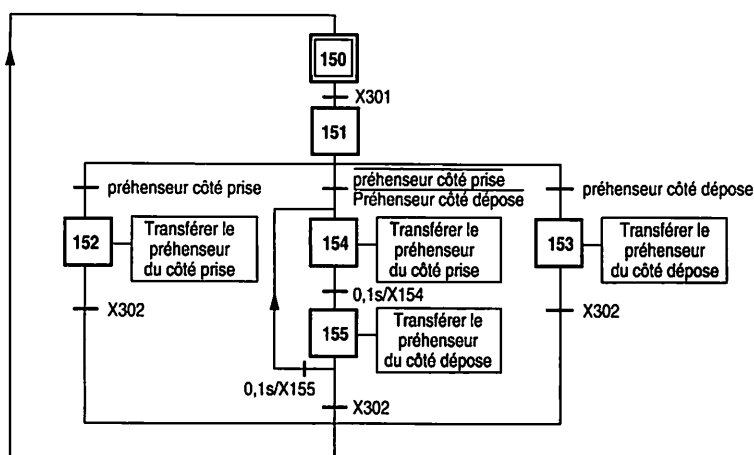 150
X301
151
préhenseur côté prise
préhenseur côté prise
Préhenseur côté dépose
préhenseur côté dépose
152
Transférer le
préhenseur
du côté prise
154
Transférer le
préhenseur
du côté prise
153
Transférer le
préhenseur
du côté dépose
X302
0,1s/X154
X302
155
Transférer le
préhenseur
du côté dépose
0,1s/X155
X302